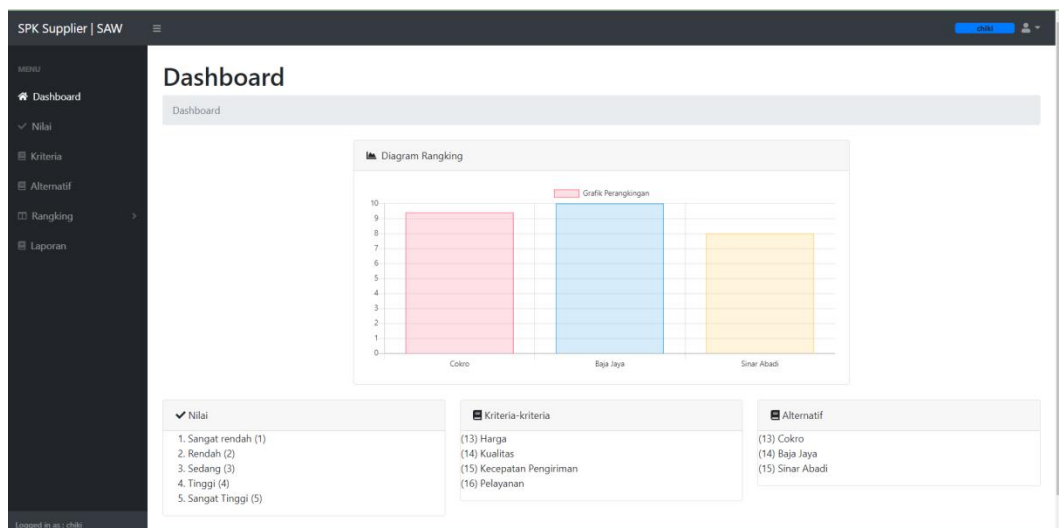 SPK Supplier | SAW
chiki
MENU
Dashboard
Nilai
Kriteria
Alternatif
Rangking
Laporan
Logged in as : chiki
Dashboard
Dashboard
Diagram Rangking
Grafik Perangkingan
10
9
8
7
6
5
4
3
2
1
0
Cokro
Baja Jaya
Sinar Abadi
Nilai
1. Sangat rendah (1)
2. Rendah (2)
3. Sedang (3)
4. Tinggi (4)
5. Sangat Tinggi (5)
Kriteria-kriteria
(13) Harga
(14) Kualitas
(15) Kecepatan Pengiriman
(16) Pelayanan
Alternatif
(13) Cokro
(14) Baja Jaya
(15) Sinar Abadi